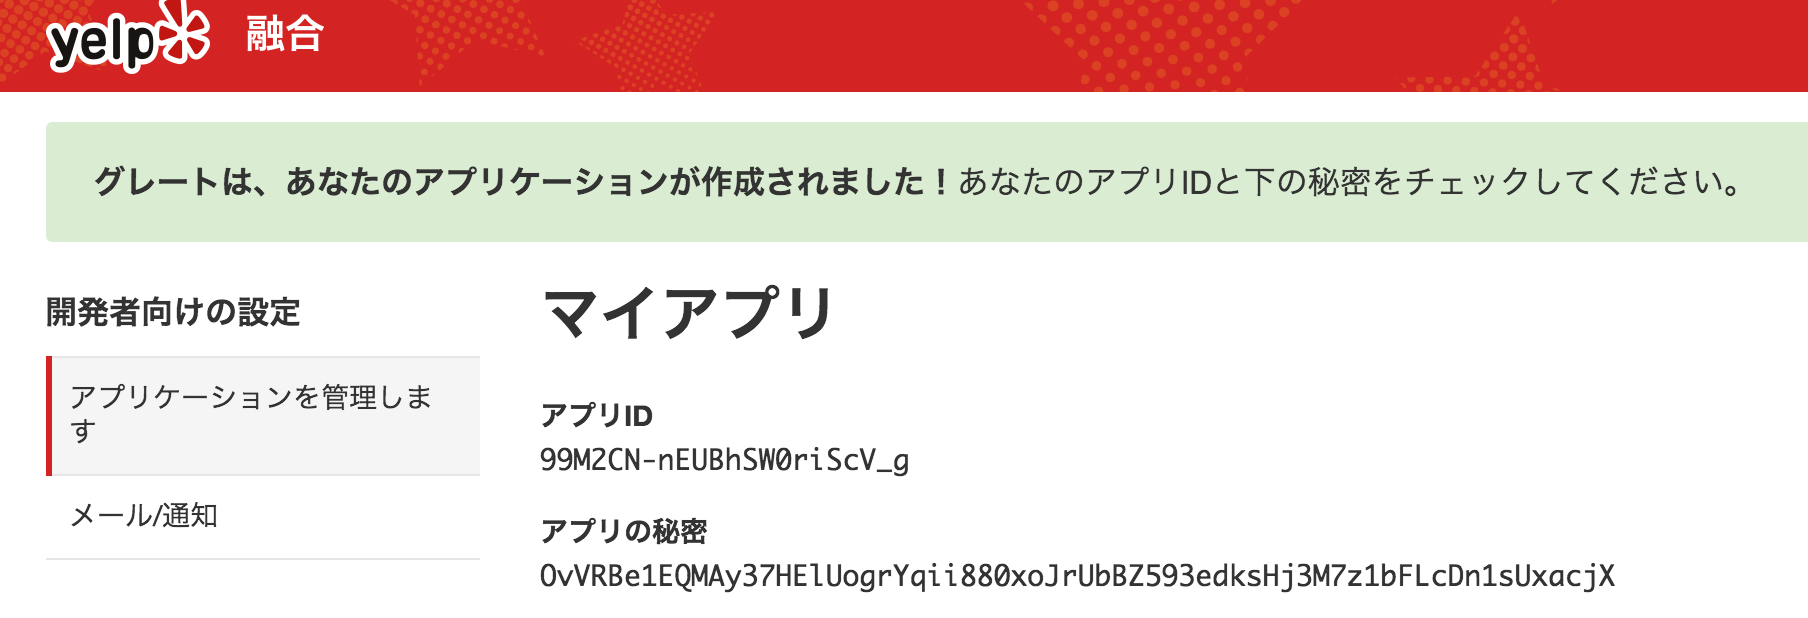 yelp 融合
グレートは、あなたのアプリケーションが作成されました！あなたのアプリIDと下の秘密をチェックしてください。
開発者向けの設定
アプリケーションを管理しま
す
メール/通知
マイアプリ
アプリID
99M2CN-nEUBhSW0riScV_g
アプリの秘密
OvVRBe1EQMAy37HElUogrYqii880xoJrUbBZ593edksHj3M7z1bFLcDn1sUxacjX